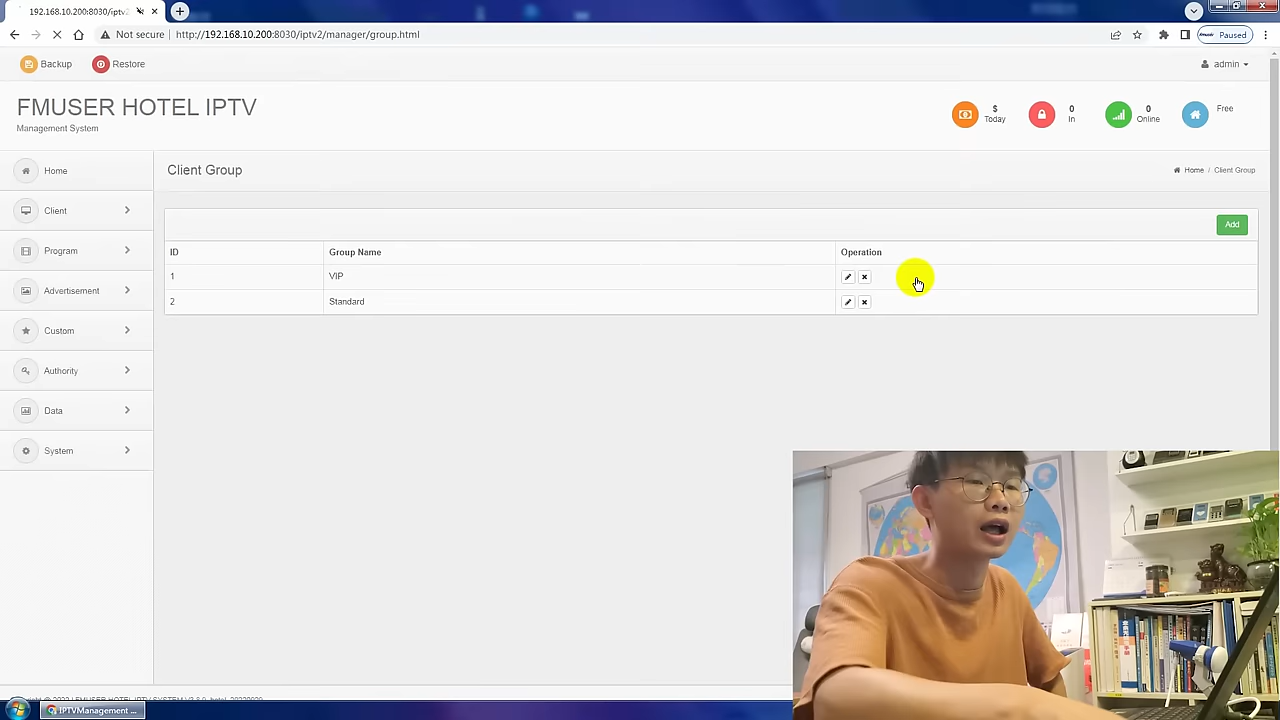 192.168.10.200:8030/iptv2
Not secure
http://192.168.10.200:8030/iptv2/manager/group.html
Paused
Backup
Restore
admin
FMUSER HOTEL IPTV
Management System
$
Today
0
In
0
Online
Free
Home
Client
Program
Advertisement
Custom
Authority
Data
System
Client Group
Home / Client Group
Add
ID Group Name Operation
1 VIP
2 Standard
IPTVManagement ...